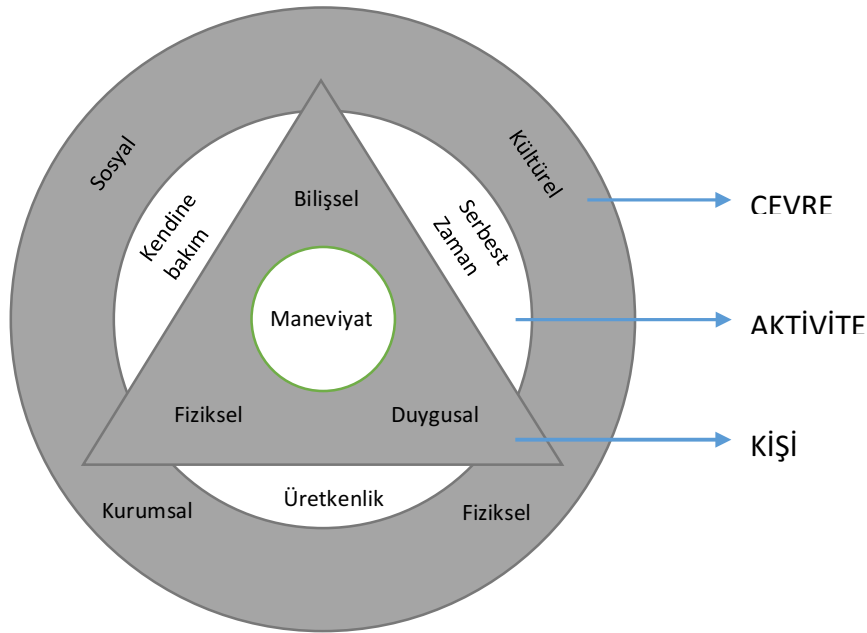 Sosyal
Kültürel
Kendine
bakım
Serbest
Zaman
Bilişsel
Maneviyat
Fiziksel
Duygusal
Üretkenlik
Kurumsal
Fiziksel
ÇEVRE
AKTİVİTE
KİŞİ